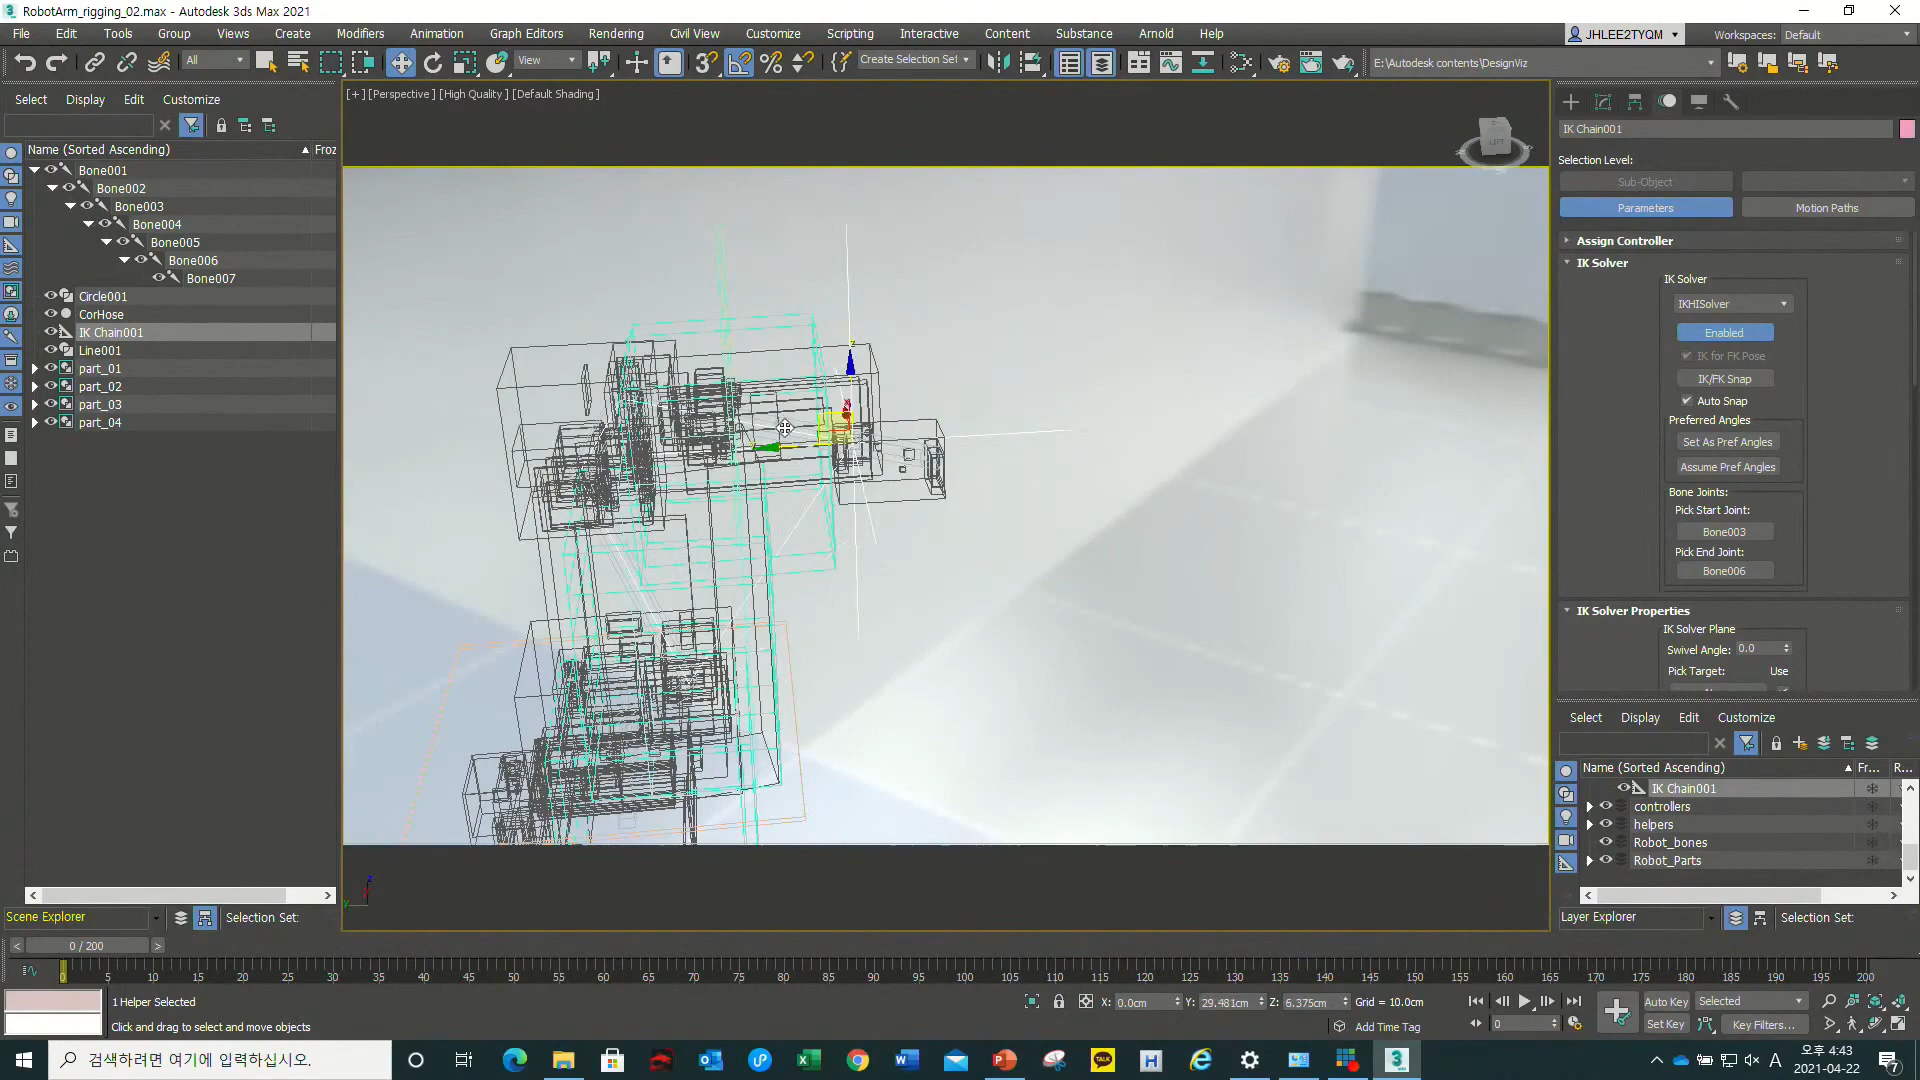 RobotArm_rigging_02.max - Autodesk 3ds Max 2021
File Edit Tools Group Views Create Modifiers Animation Graph Editors Rendering Civil View Customize Scripting Interactive Content Substance Arnold Help
JHLEE2TYQM Workspaces: Default
All View Create Selection Set E:\Autodesk contents\DesignViz
Select Display Edit Customize
Name (Sorted Ascending) Froz
Bone001
Bone002
Bone003
Bone004
Bone005
Bone006
Bone007
Circle001
CorHose
IK Chain001
Line001
part_01
part_02
part_03
part_04
Scene Explorer Selection Set:
[+] [Perspective] [High Quality] [Default Shading]
LEFT
IK Chain001
Selection Level:
Sub-Object
Parameters Motion Paths
Assign Controller
IK Solver
IK Solver
IKHISolver
Enabled
IK for FK Pose
IK/FK Snap
Auto Snap
Preferred Angles
Set As Pref Angles
Assume Pref Angles
Bone Joints:
Pick Start Joint:
Bone003
Pick End Joint:
Bone006
IK Solver Properties
IK Solver Plane
Swivel Angle: 0.0
Pick Target: Use
Select Display Edit Customize
Name (Sorted Ascending) Fr... R...
IK Chain001
controllers
helpers
Robot_bones
Robot_Parts
Layer Explorer Selection Set:
< 0 / 200 >
0 5 10 15 20 25 30 35 40 45 50 55 60 65 70 75 80 85 90 95 100 105 110 115 120 125 130 135 140 145 150 155 160 165 170 175 180 185 190 195 200
1 Helper Selected
Click and drag to select and move objects
X: 0.0cm Y: 29.481cm Z: 6.375cm Grid = 10.0cm
Add Time Tag
0
Auto Key Selected
Set Key Key Filters...
검색하려면 여기에 입력하십시오.
TALK
A
오후 4:43
2021-04-22
7